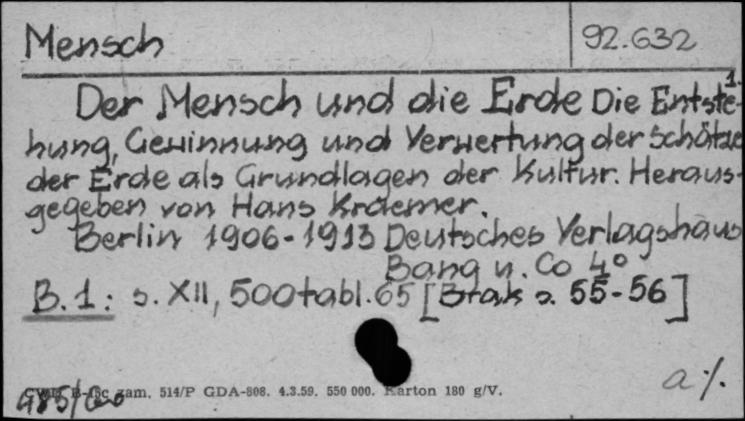 Mensch 92.632
1.
Der Mensch und die Erde Die Entste-
hung, Gewinnung und Verwertung der Schätze
der Erde als Grundlagen der Kultur. Heraus-
gegeben von Hans Kraemer.
Berlin 1906-1913 Deutsches Verlagshaus
Bang u. Co 4°
B.1: s. XII, 500 tabl. 65 [Brak s. 55-56]
a ·/.
zam. 514/P GDA-808. 4.3.59. 550 000. Karton 180 g/V.